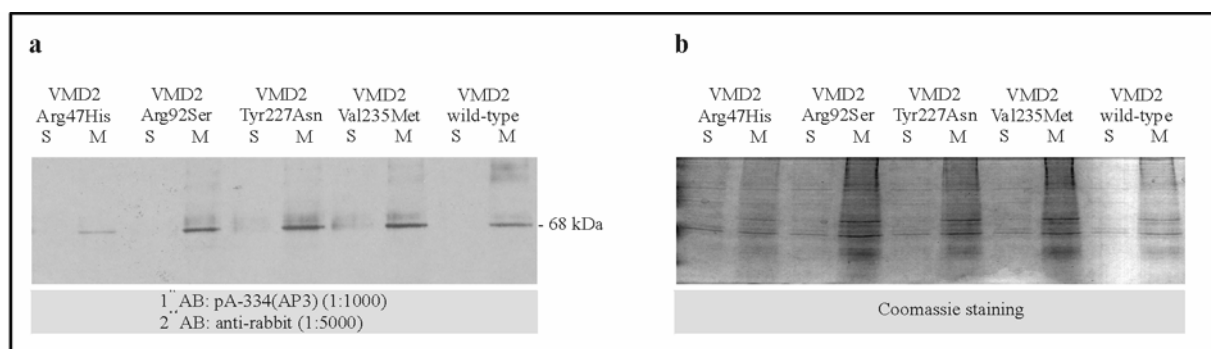 a
VMD2 VMD2 VMD2 VMD2 VMD2
Arg47His Arg92Ser Tyr227Asn Val235Met wild-type
S M S M S M S M S M
- 68 kDa
1¨ AB: pA-334(AP3) (1:1000)
2¨ AB: anti-rabbit (1:5000)
b
VMD2 VMD2 VMD2 VMD2 VMD2
Arg47His Arg92Ser Tyr227Asn Val235Met wild-type
S M S M S M S M S M
Coomassie staining